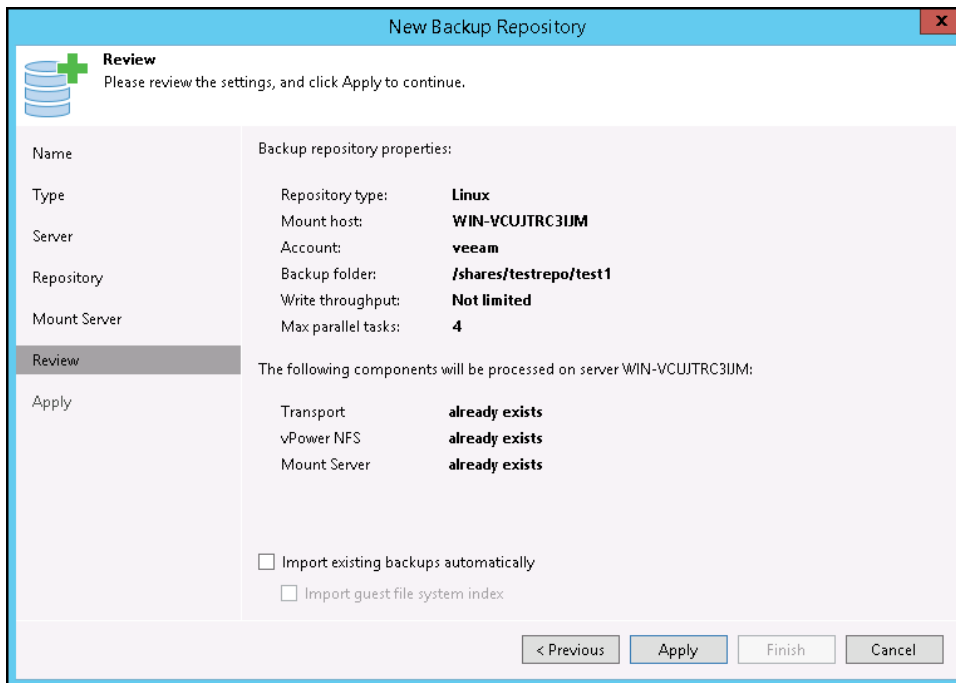 New Backup Repository
X
Review
Please review the settings, and click Apply to continue.
Name
Type
Server
Repository
Mount Server
Review
Apply
Backup repository properties:
Repository type: Linux
Mount host: WIN-VCUJTRC3IJM
Account: veeam
Backup folder: /shares/testrepo/test1
Write throughput: Not limited
Max parallel tasks: 4
The following components will be processed on server WIN-VCUJTRC3IJM:
Transport already exists
vPower NFS already exists
Mount Server already exists
Import existing backups automatically
Import guest file system index
< Previous Apply Finish Cancel